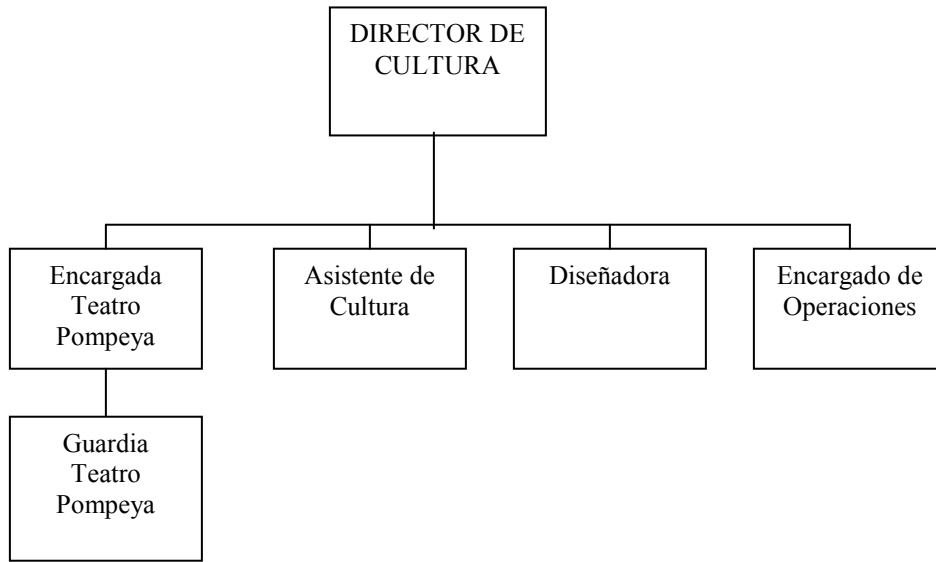 DIRECTOR DE
CULTURA
Encargada
Teatro
Pompeya
Asistente de
Cultura
Diseñadora
Encargado de
Operaciones
Guardia
Teatro
Pompeya